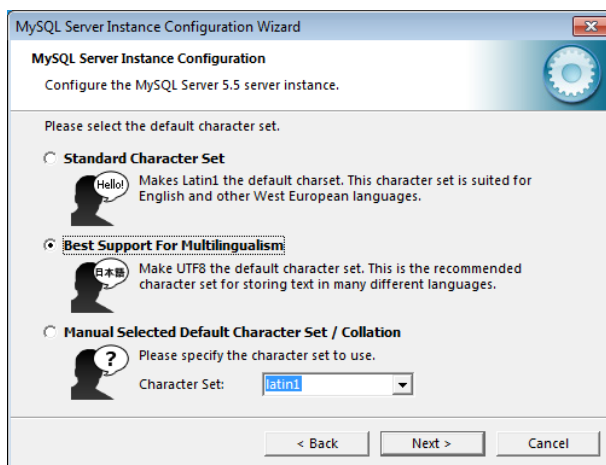 MySQL Server Instance Configuration Wizard
MySQL Server Instance Configuration
Configure the MySQL Server 5.5 server instance.
Please select the default character set.
Standard Character Set
Hello!
Makes Latin1 the default charset. This character set is suited for
English and other West European languages.
Best Support For Multilingualism
日本語
Make UTF8 the default character set. This is the recommended
character set for storing text in many different languages.
Manual Selected Default Character Set / Collation
?
Please specify the character set to use.
Character Set: latin1
< Back Next > Cancel